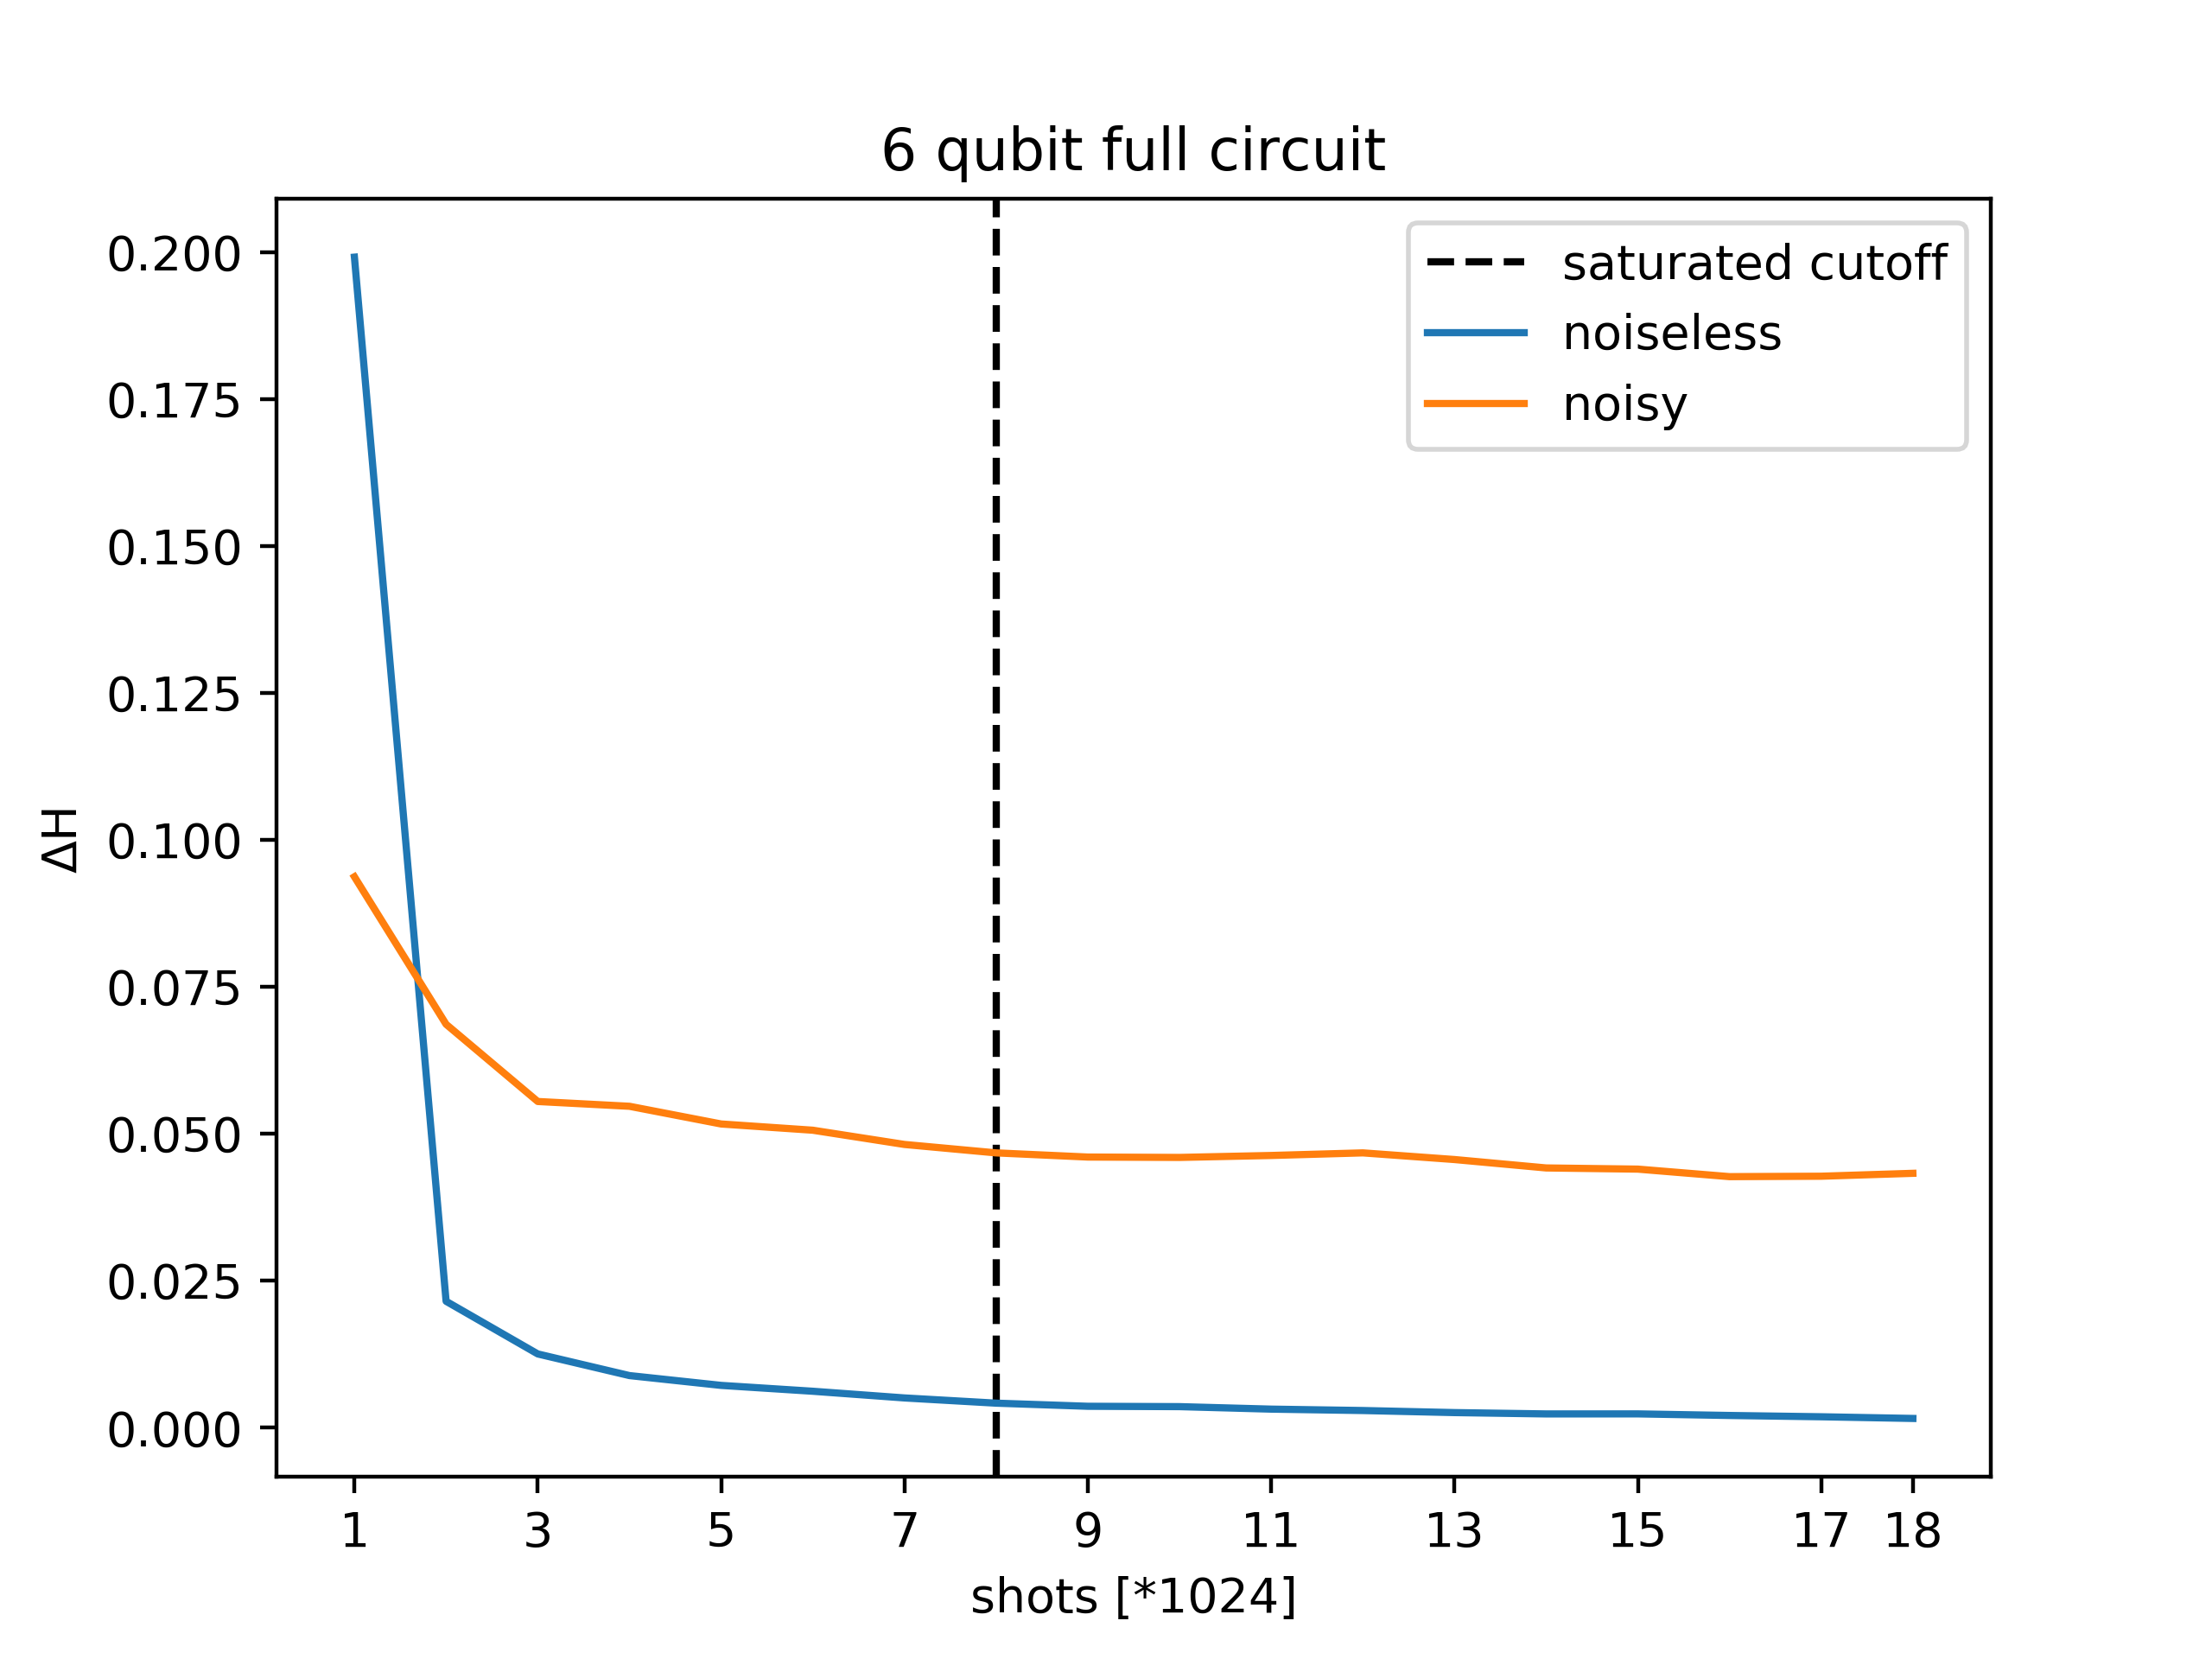 6 qubit full circuit
saturated cutoff
noiseless
noisy
0.200
0.175
0.150
0.125
0.100
0.075
0.050
0.025
0.000
ΔH
1 3 5 7 9 11 13 15 17 18
shots [*1024]